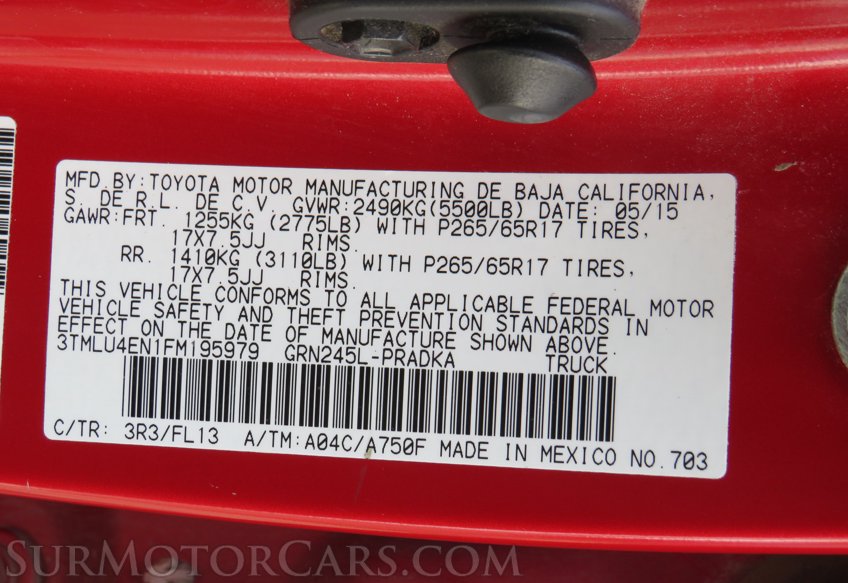 MFD.BY:TOYOTA MOTOR MANUFACTURING DE BAJA CALIFORNIA,
S. DE R.L. DE C.V. GVWR:2490KG(5500LB) DATE: 05/15
GAWR:FRT. 1255KG (2775LB) WITH P265/65R17 TIRES,
17X7.5JJ RIMS.
RR. 1410KG (3110LB) WITH P265/65R17 TIRES,
17X7.5JJ RIMS.
THIS VEHICLE CONFORMS TO ALL APPLICABLE FEDERAL MOTOR
VEHICLE SAFETY AND THEFT PREVENTION STANDARDS IN
EFFECT ON THE DATE OF MANUFACTURE SHOWN ABOVE.
3TMLU4EN1FM195979 GRN245L-PRADKA TRUCK
C/TR: 3R3/FL13 A/TM:A04C/A750F MADE IN MEXICO NO.703
SURMOTORCARS.COM